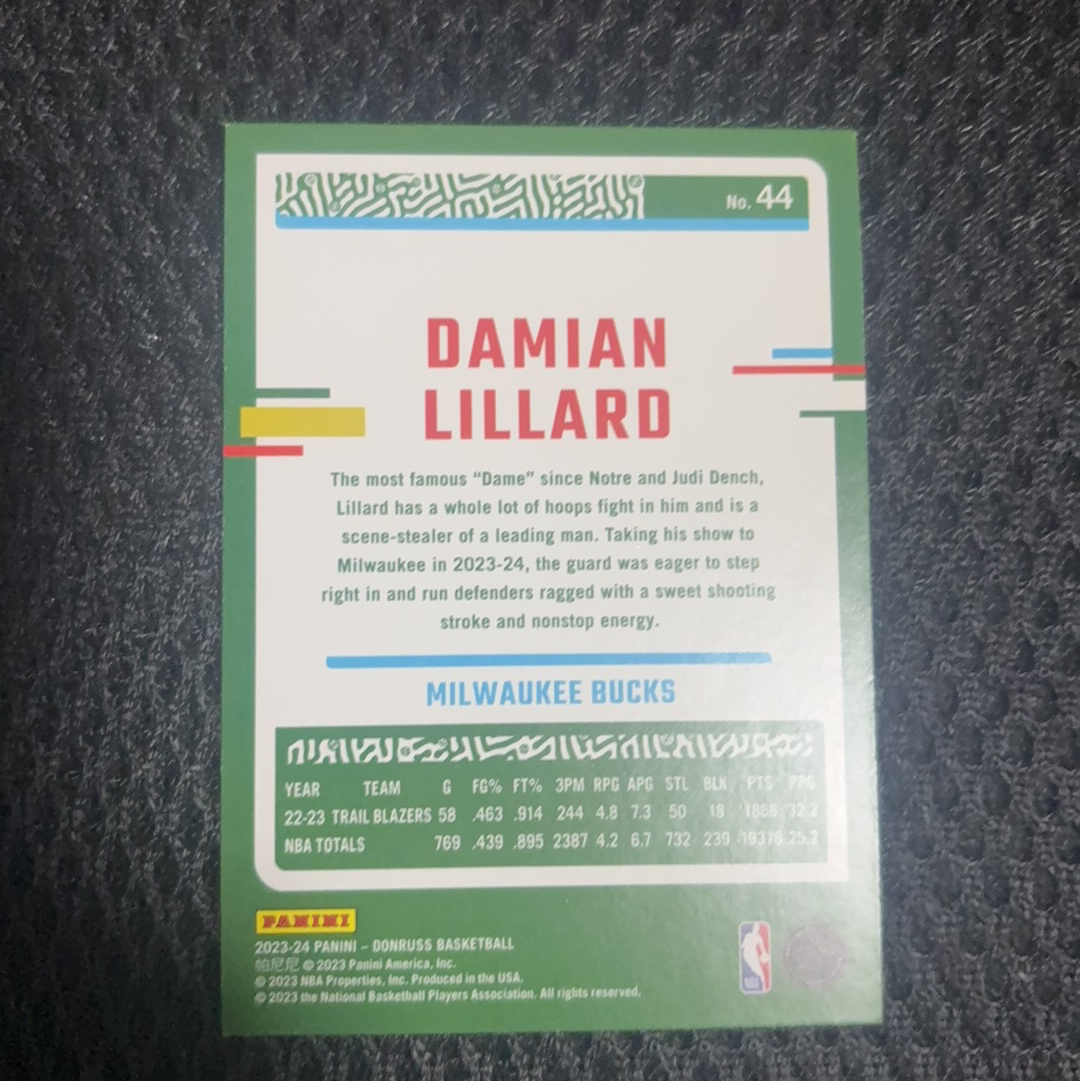 No. 44
DAMIAN
LILLARD
The most famous “Dame” since Notre and Judi Dench,
Lillard has a whole lot of hoops fight in him and is a
scene-stealer of a leading man. Taking his show to
Milwaukee in 2023-24, the guard was eager to step
right in and run defenders ragged with a sweet shooting
stroke and nonstop energy.
MILWAUKEE BUCKS
YEAR TEAM G FG% FT% 3PM RPG APG STL BLK PTS PPG
22-23 TRAIL BLAZERS 58 .463 .914 244 4.8 7.3 50 18 1866 32.2
NBA TOTALS 769 .439 .895 2387 4.2 6.7 732 239 19376 25.2
PANINI
2023-24 PANINI – DONRUSS BASKETBALL
帕尼尼 © 2023 Panini America, Inc.
© 2023 NBA Properties, Inc. Produced in the USA.
© 2023 the National Basketball Players Association. All rights reserved.